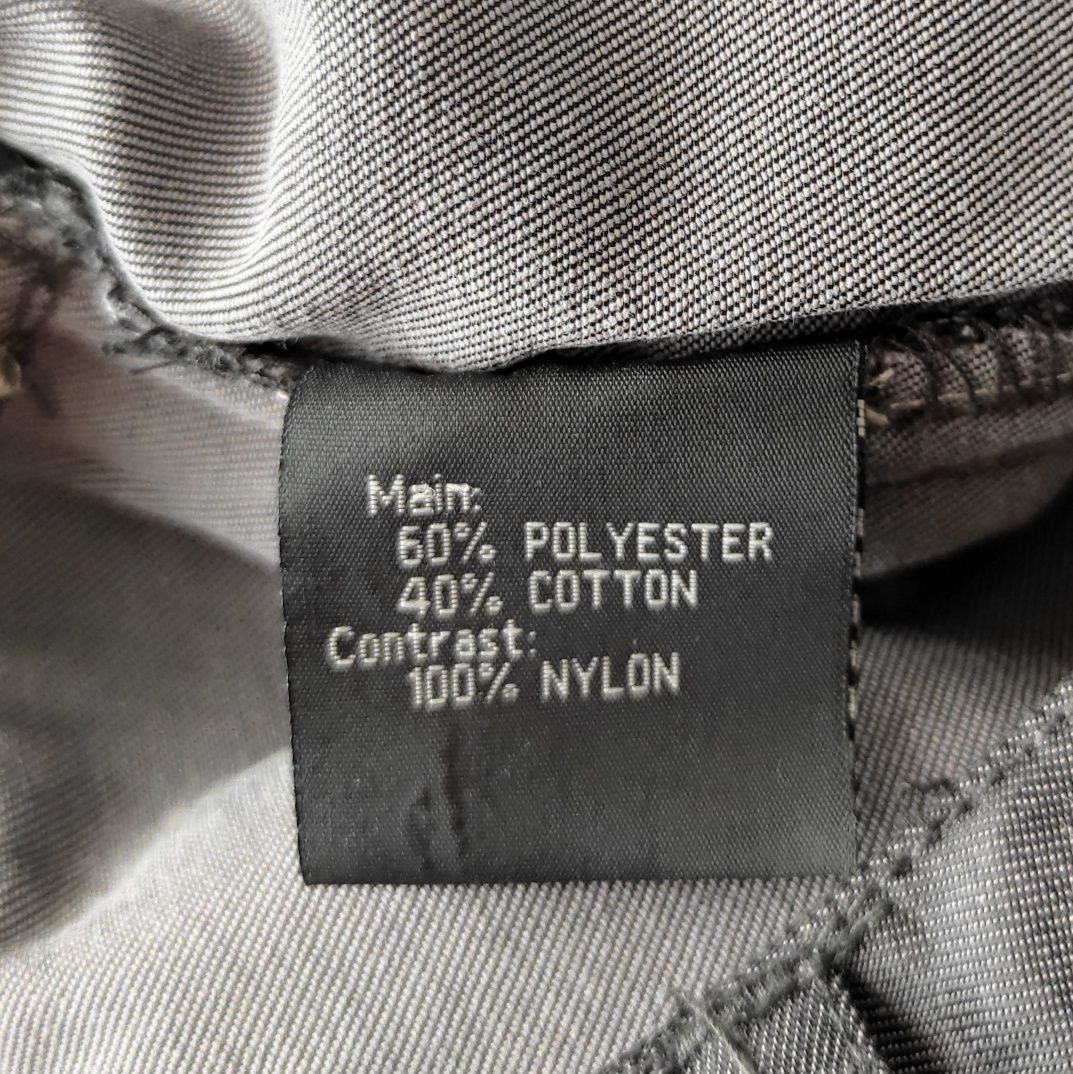 Main:
60% POLYESTER
40% COTTON
Contrast:
100% NYLON